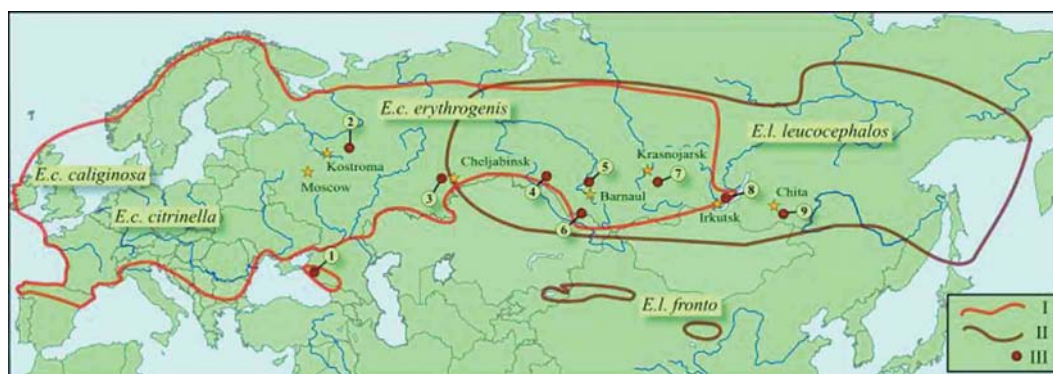 E.c. erythrogenis
E.l. leucocephalos
2
Kostroma
Moscow
E.c. caliginosa
E.c. citrinella
Cheljabinsk
3
4
5
Barnaul
6
Krasnojarsk
7
8
Irkutsk
Chita
9
1
E.l. fronto
I
II
III